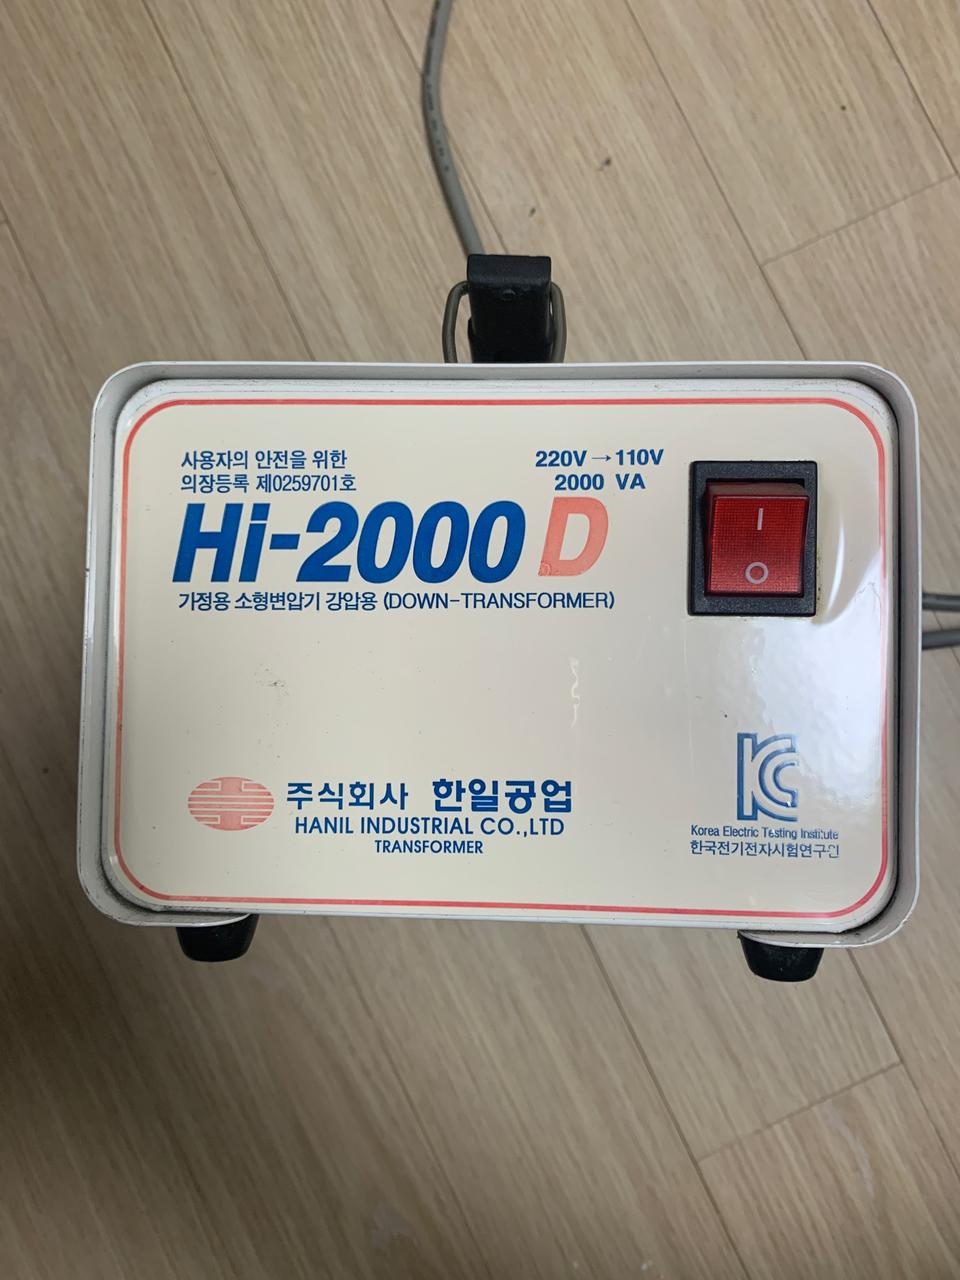 사용자의 안전을 위한
의장등록 제0259701호
220V→110V
2000 VA
Hi-2000 D
가정용 소형변압기 강압용 (DOWN-TRANSFORMER)
주식회사 한일공업
HANIL INDUSTRIAL CO.,LTD
TRANSFORMER
Korea Electric Testing Institute
한국전기전자시험연구원